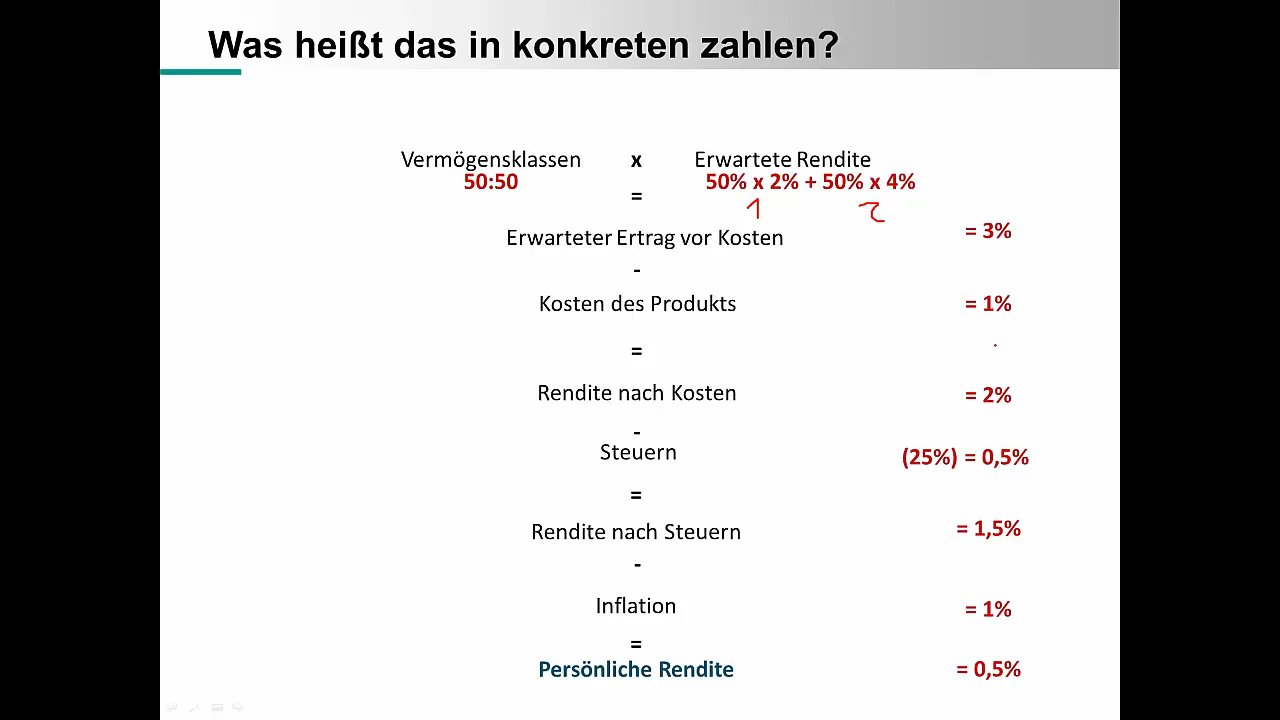 Was heißt das in konkreten zahlen?
Vermögensklassen x Erwartete Rendite
50:50 50% x 2% + 50% x 4%
=
1 2
Erwarteter Ertrag vor Kosten = 3%
-
Kosten des Produkts = 1%
=
Rendite nach Kosten = 2%
-
Steuern (25%) = 0,5%
=
Rendite nach Steuern = 1,5%
-
Inflation = 1%
=
Persönliche Rendite = 0,5%